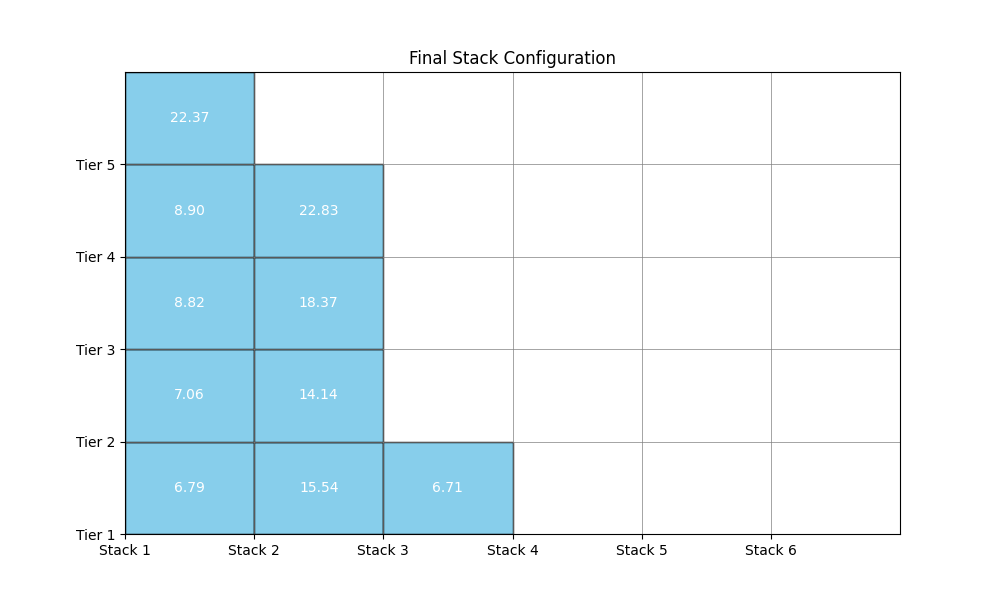 Final Stack Configuration
22.37
Tier 5
8.90 22.83
Tier 4
8.82 18.37
Tier 3
7.06 14.14
Tier 2
6.79 15.54 6.71
Tier 1
Stack 1 Stack 2 Stack 3 Stack 4 Stack 5 Stack 6